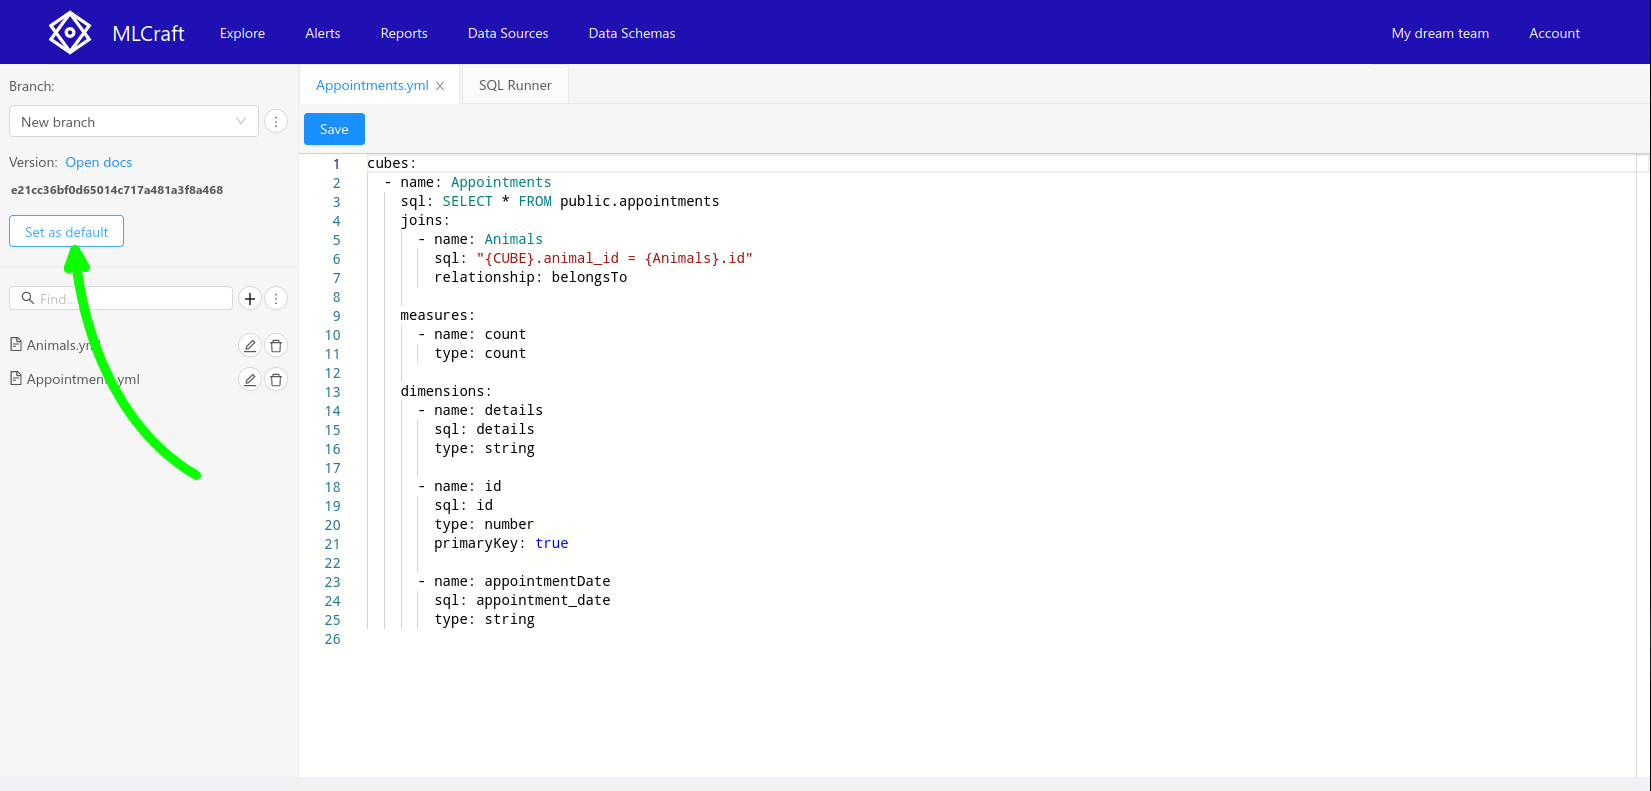 MLCraft Explore Alerts Reports Data Sources Data Schemas My dream team Account
Branch:
New branch
Version: Open docs
e21cc36bf0d65014c717a481a3f8a468
Set as default
Find...
Animals.yml
Appointments.yml
Appointments.yml SQL Runner
Save
1 cubes:
2 - name: Appointments
3 sql: SELECT * FROM public.appointments
4 joins:
5 - name: Animals
6 sql: "{CUBE}.animal_id = {Animals}.id"
7 relationship: belongsTo
8
9 measures:
10 - name: count
11 type: count
12
13 dimensions:
14 - name: details
15 sql: details
16 type: string
17
18 - name: id
19 sql: id
20 type: number
21 primaryKey: true
22
23 - name: appointmentDate
24 sql: appointment_date
25 type: string
26